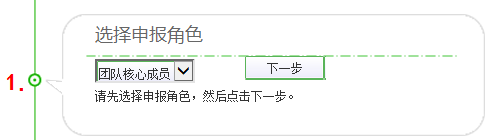 选择申报角色
1.
团队核心成员 下一步
请先选择申报角色，然后点击下一步。